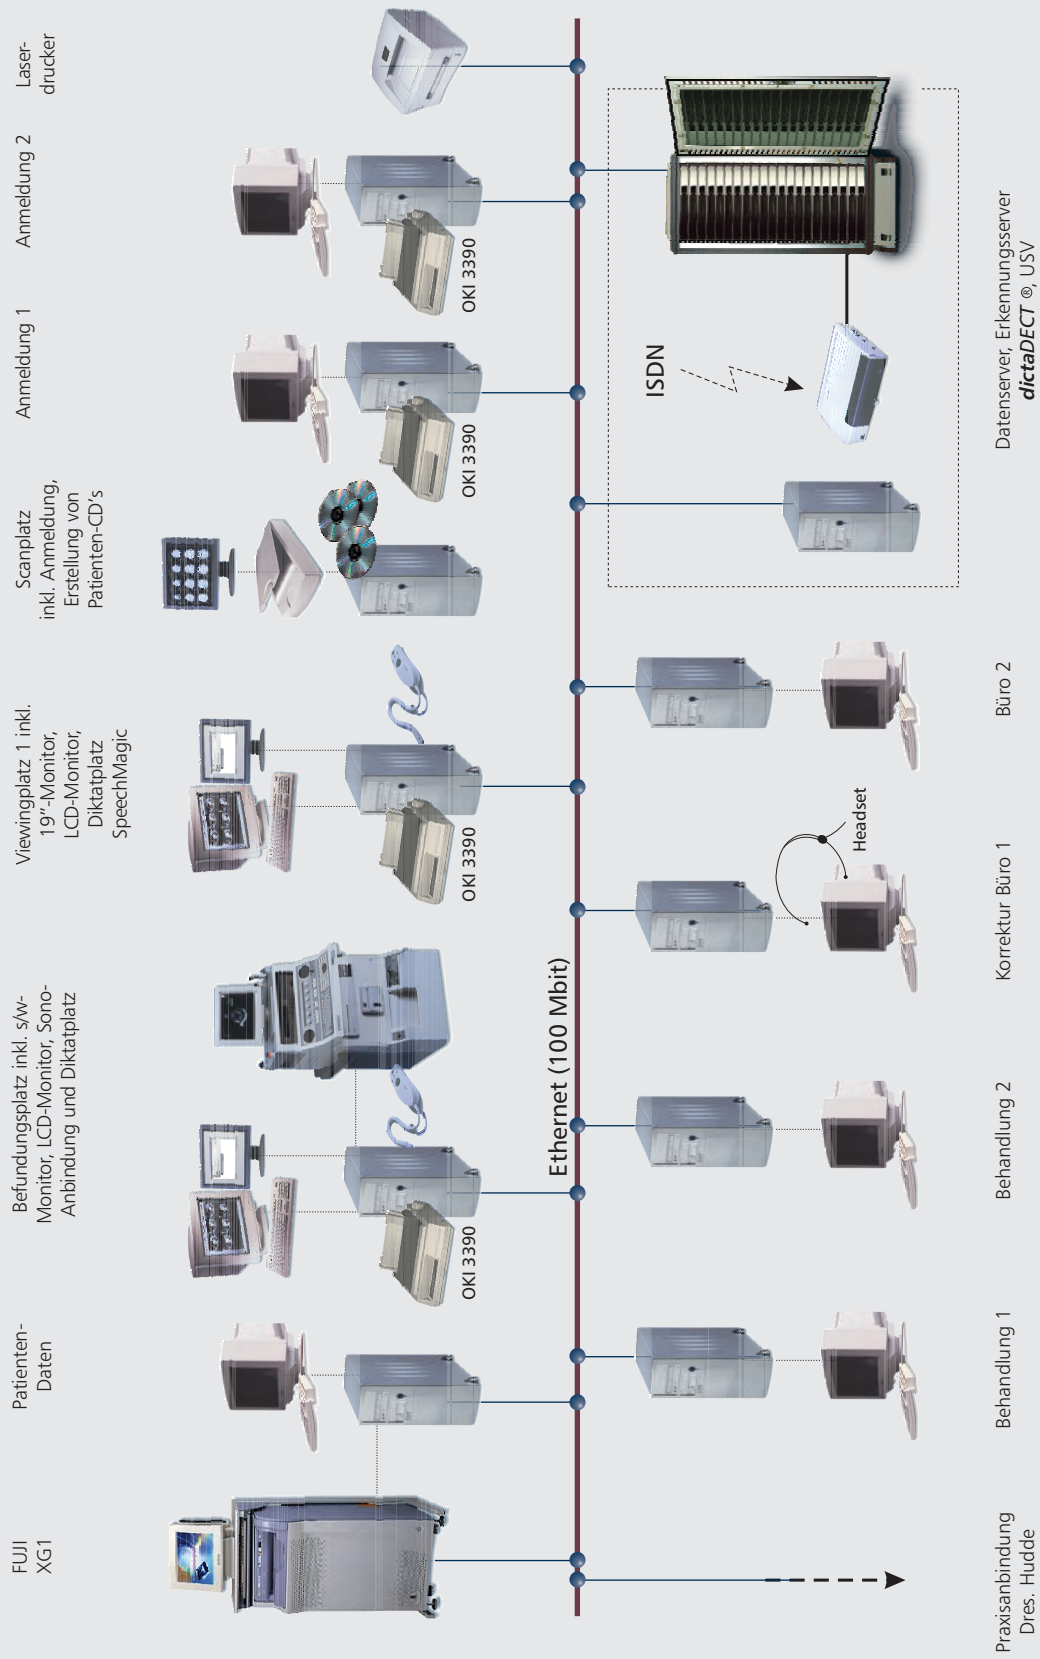 FUJI
XG1
Patienten-
Daten
Befundungsplatz inkl. s/w-
Monitor, LCD-Monitor, Sono-
Anbindung und Diktatplatz
Viewingplatz 1 inkl.
19"-Monitor,
LCD-Monitor,
Diktatplatz
SpeechMagic
Scanplatz
inkl. Anmeldung,
Erstellung von
Patienten-CD's
Anmeldung 1
Anmeldung 2
Laser-
drucker
OKI 3390
OKI 3390
OKI 3390
OKI 3390
Ethernet (100 Mbit)
ISDN
Headset
Praxisanbindung
Dres. Hudde
Behandlung 1
Behandlung 2
Korrektur Büro 1
Büro 2
Datenserver, Erkennungsserver
dictaDECT ®, USV